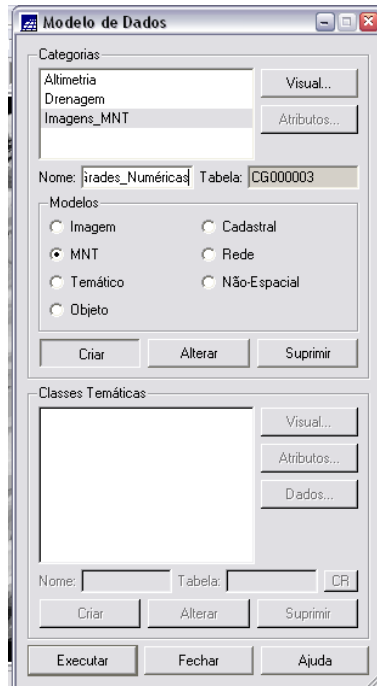 Modelo de Dados
Categorias
Altimetria
Drenagem
Imagens_MNT
Visual...
Atributos...
Nome: Grades_Numéricas Tabela: CG000003
Modelos
Imagem Cadastral
MNT Rede
Temático Não-Espacial
Objeto
Criar Alterar Suprimir
Classes Temáticas
Visual...
Atributos...
Dados...
Nome: Tabela: CR
Criar Alterar Suprimir
Executar Fechar Ajuda